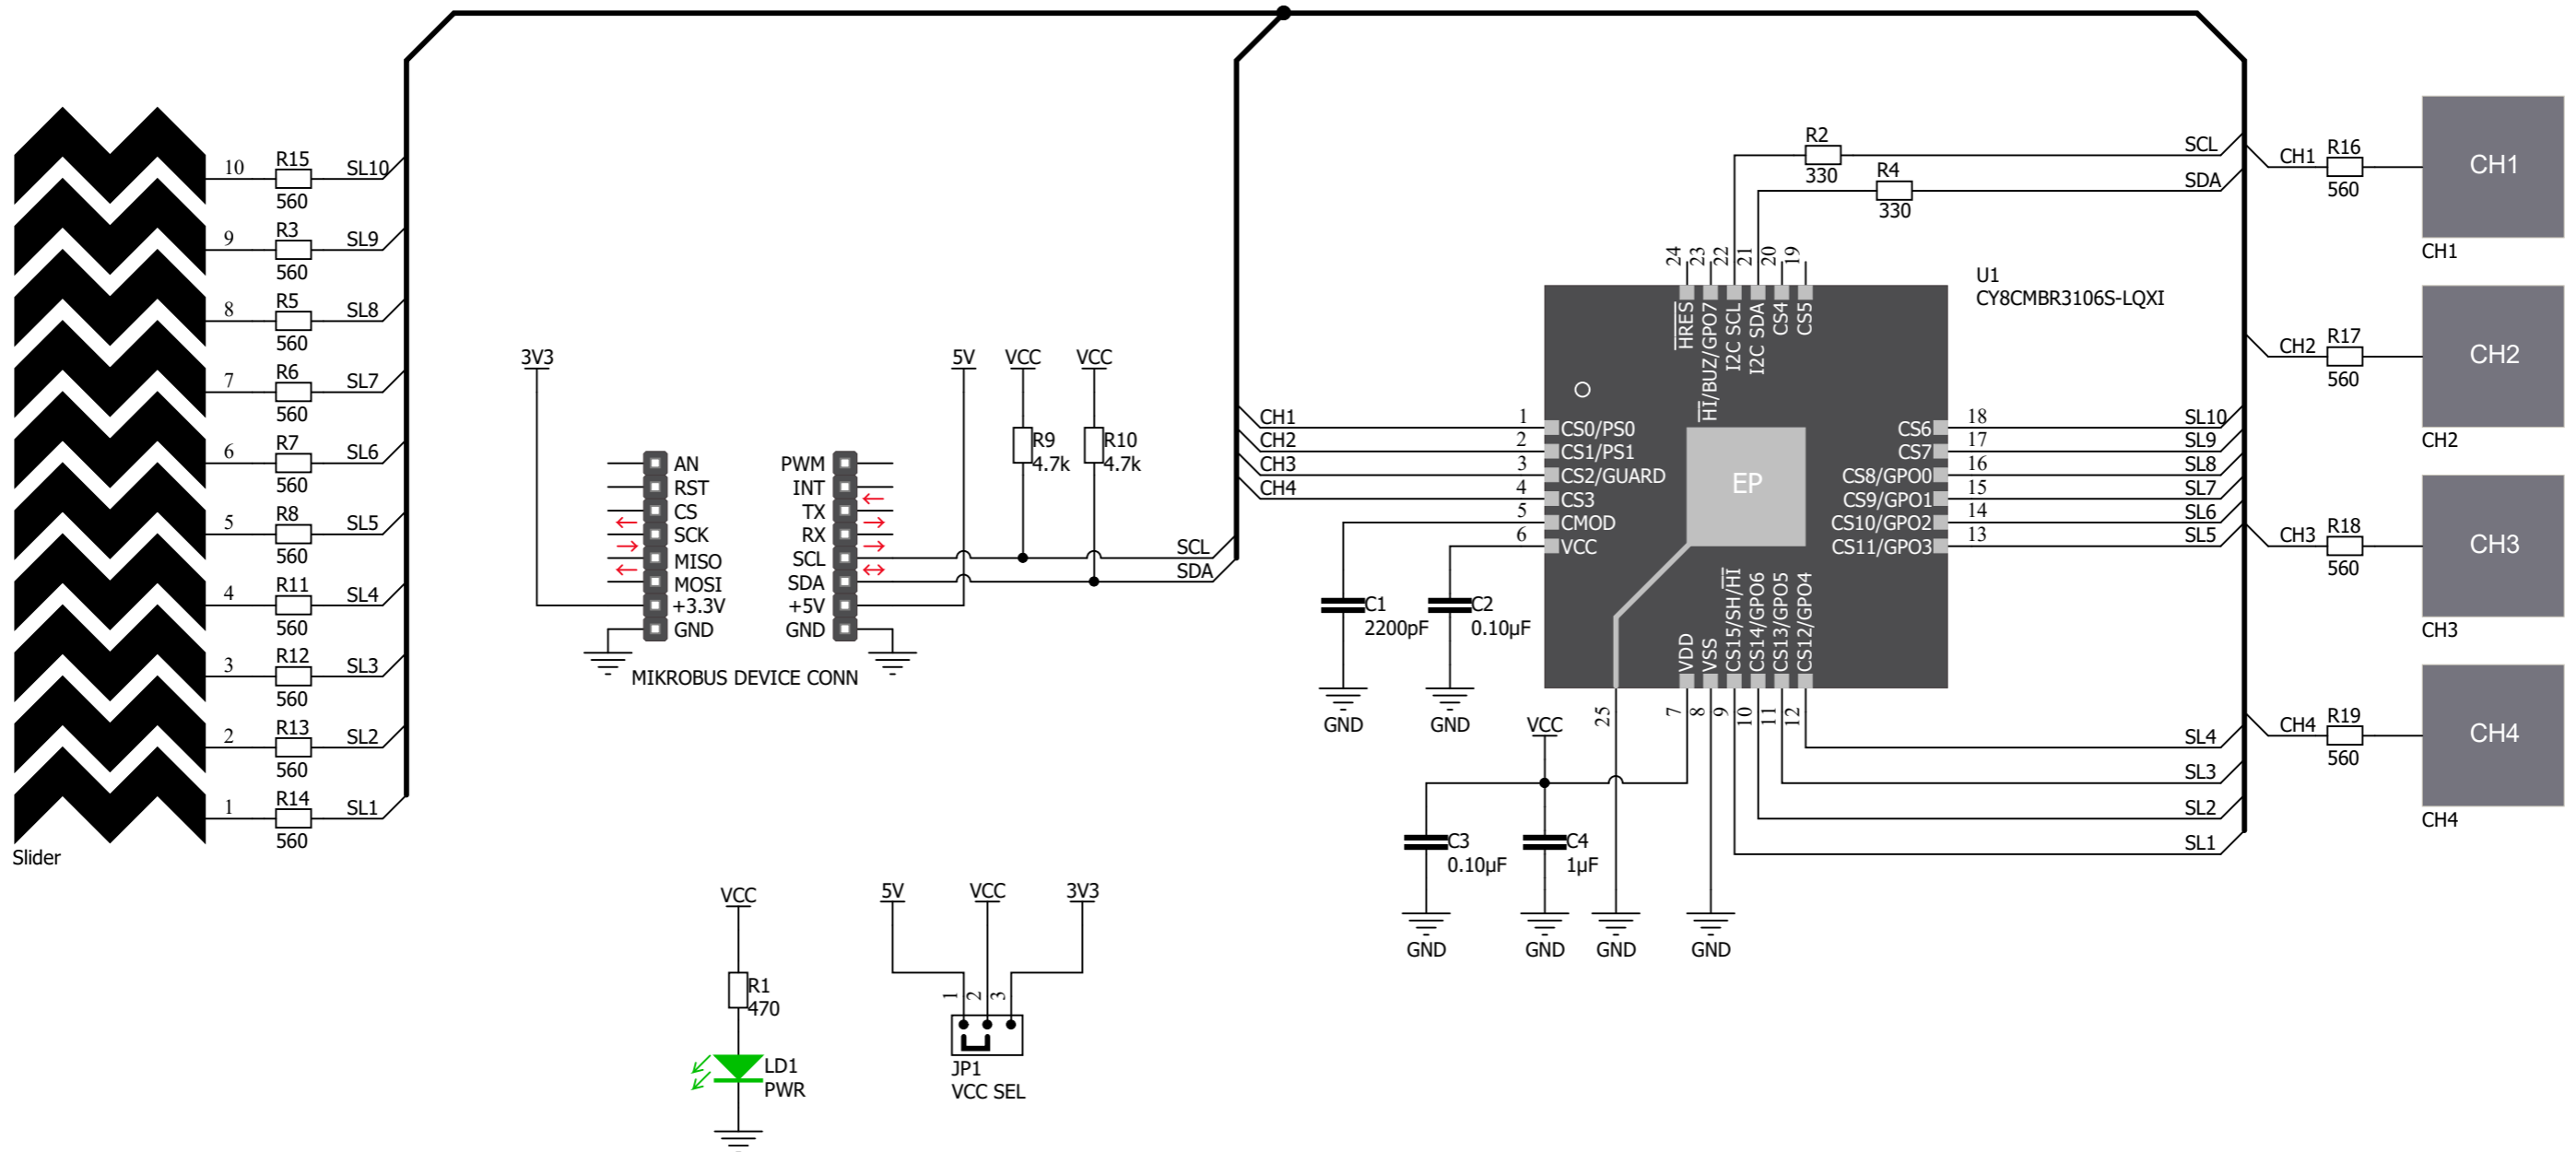 10 R15 560 SL10
9 R3 560 SL9
8 R5 560 SL8
7 R6 560 SL7
6 R7 560 SL6
5 R8 560 SL5
4 R11 560 SL4
3 R12 560 SL3
2 R13 560 SL2
1 R14 560 SL1
Slider
3V3
5V
VCC
VCC
R9
4.7k
R10
4.7k
AN
RST
CS
SCK
MISO
MOSI
+3.3V
GND
PWM
INT
TX
RX
SCL
SDA
+5V
GND
SCL
SDA
MIKROBUS DEVICE CONN
VCC
R1
470
LD1
PWR
5V
VCC
3V3
1
2
3
JP1
VCC SEL
R2
330
SCL
R4
330
SDA
U1
CY8CMBR3106S-LQXI
24
23
22
21
20
19
HRES
HI/BUZ/GPO7
I2C SCL
I2C SDA
CS4
CS5
CH1 1 CS0/PS0
CH2 2 CS1/PS1
CH3 3 CS2/GUARD
CH4 4 CS3
5 CMOD
6 VCC
EP
CS6 18 SL10
CS7 17 SL9
CS8/GPO0 16 SL8
CS9/GPO1 15 SL7
CS10/GPO2 14 SL6
CS11/GPO3 13 SL5
VDD
VSS
CS15/SH/HI
CS14/GPO6
CS13/GPO5
CS12/GPO4
25
7
8
9
10
11
12
C1
2200pF
GND
C2
0.10µF
GND
VCC
C3
0.10µF
GND
C4
1µF
GND
GND
GND
SL4
SL3
SL2
SL1
CH1 R16 560
CH1
CH1
CH2 R17 560
CH2
CH2
CH3 R18 560
CH3
CH3
CH4 R19 560
CH4
CH4